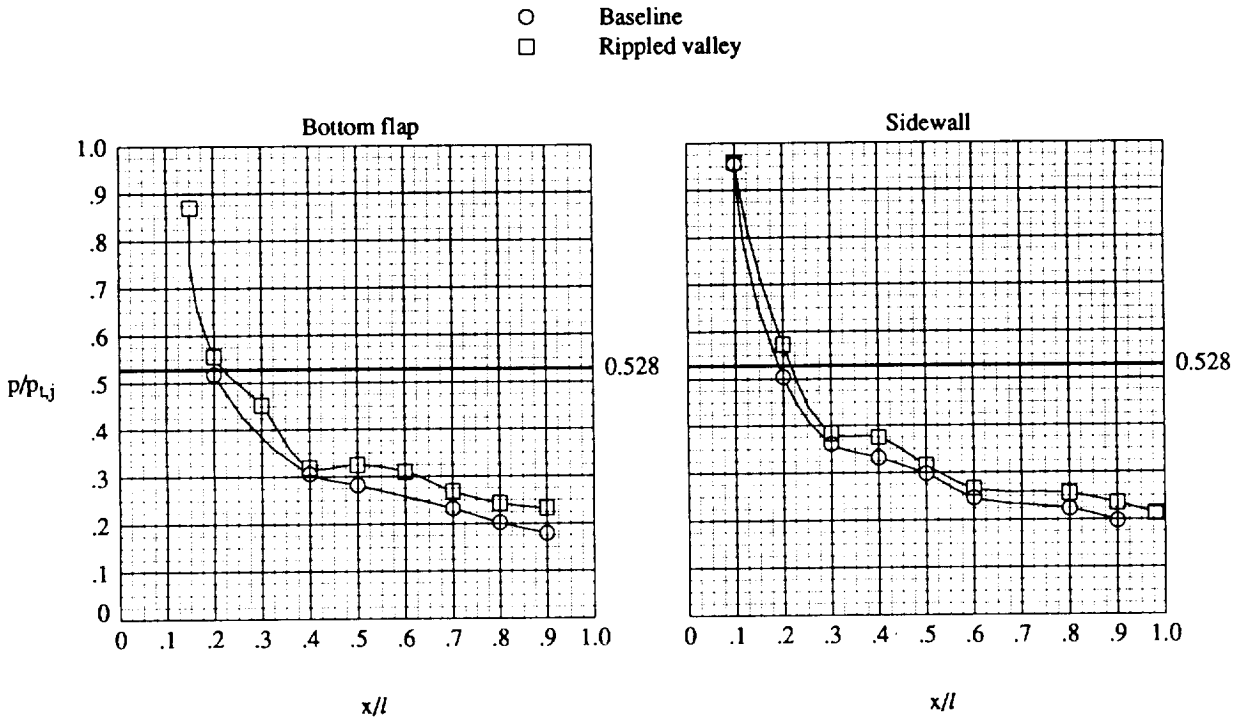 Baseline
Rippled valley
Bottom flap
Sidewall
1.0
.9
.8
.7
.6
.5
.4
.3
.2
.1
0
p/pt,j
0.528
0.528
0 .1 .2 .3 .4 .5 .6 .7 .8 .9 1.0
0 .1 .2 .3 .4 .5 .6 .7 .8 .9 1.0
x/l
x/l